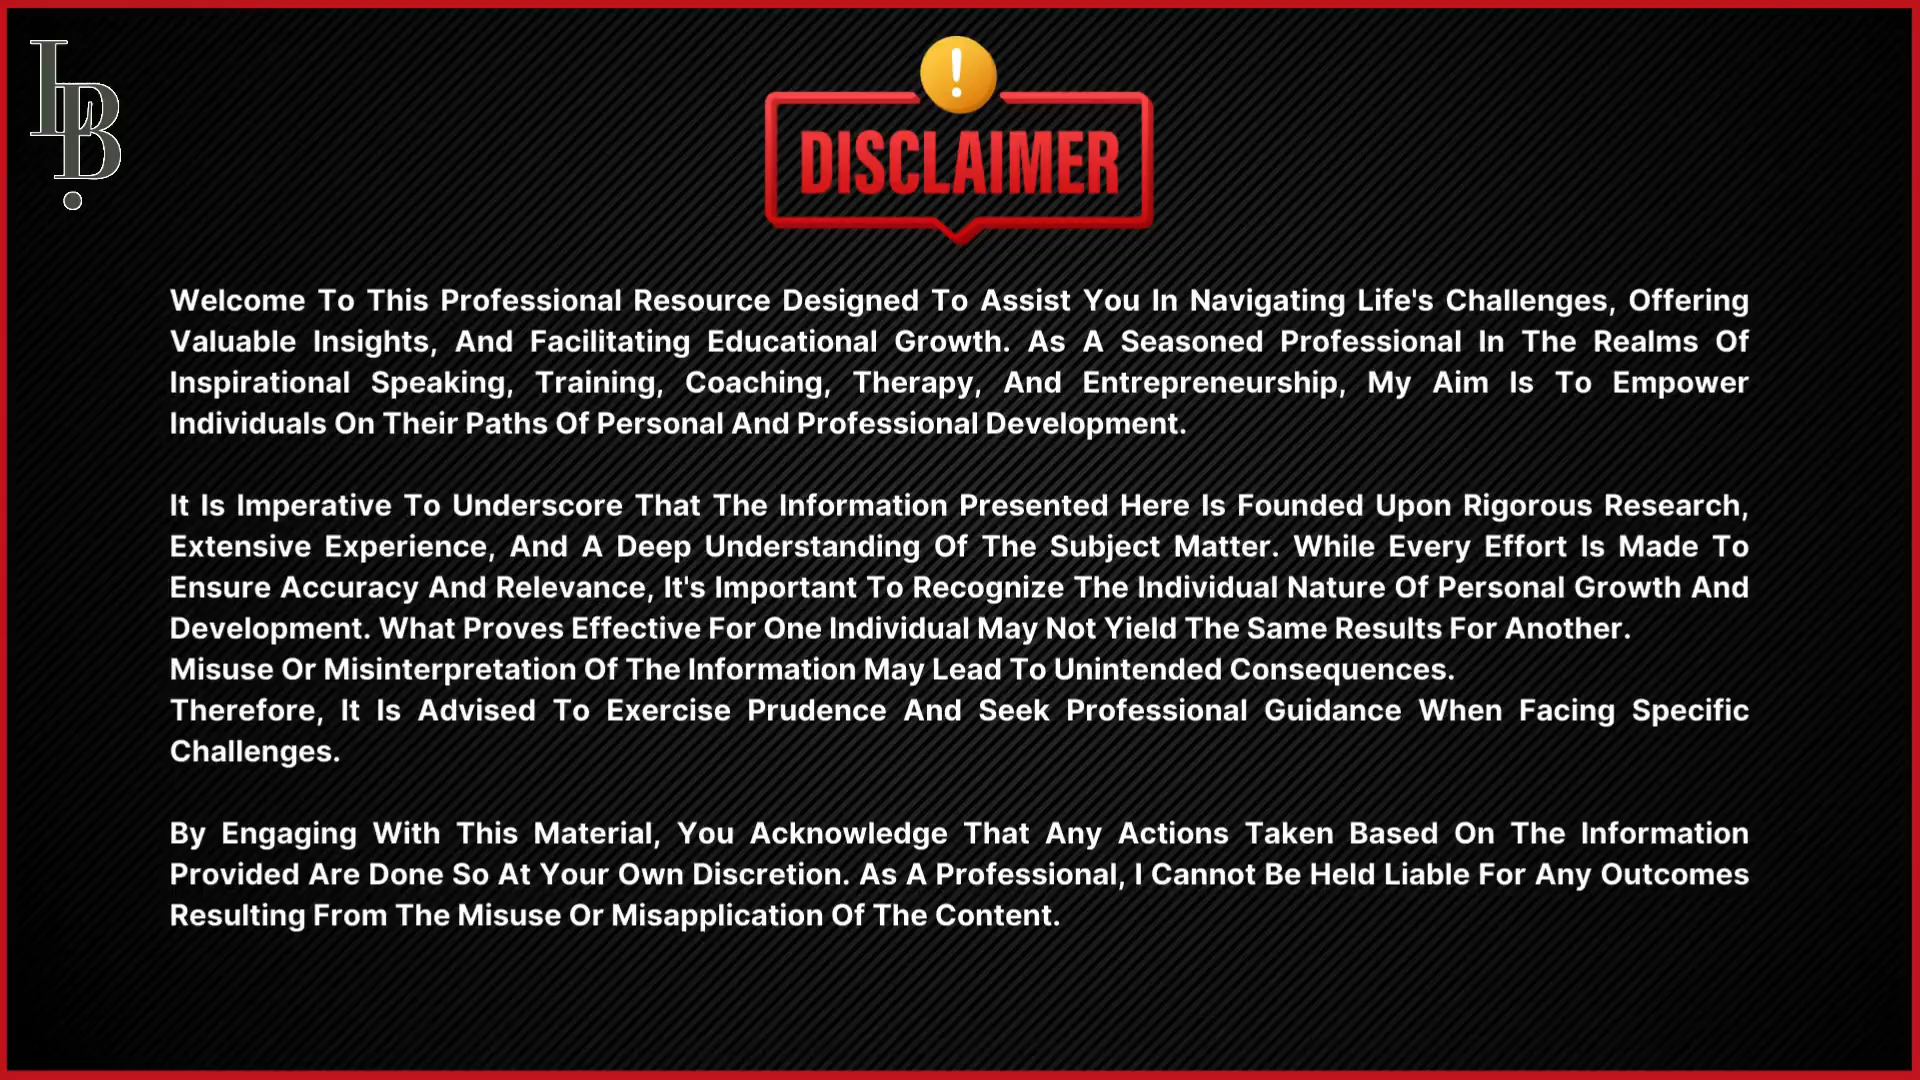 LB
!
DISCLAIMER
Welcome To This Professional Resource Designed To Assist You In Navigating Life's Challenges, Offering
Valuable Insights, And Facilitating Educational Growth. As A Seasoned Professional In The Realms Of
Inspirational Speaking, Training, Coaching, Therapy, And Entrepreneurship, My Aim Is To Empower
Individuals On Their Paths Of Personal And Professional Development.
It Is Imperative To Underscore That The Information Presented Here Is Founded Upon Rigorous Research,
Extensive Experience, And A Deep Understanding Of The Subject Matter. While Every Effort Is Made To
Ensure Accuracy And Relevance, It's Important To Recognize The Individual Nature Of Personal Growth And
Development. What Proves Effective For One Individual May Not Yield The Same Results For Another.
Misuse Or Misinterpretation Of The Information May Lead To Unintended Consequences.
Therefore, It Is Advised To Exercise Prudence And Seek Professional Guidance When Facing Specific
Challenges.
By Engaging With This Material, You Acknowledge That Any Actions Taken Based On The Information
Provided Are Done So At Your Own Discretion. As A Professional, I Cannot Be Held Liable For Any Outcomes
Resulting From The Misuse Or Misapplication Of The Content.